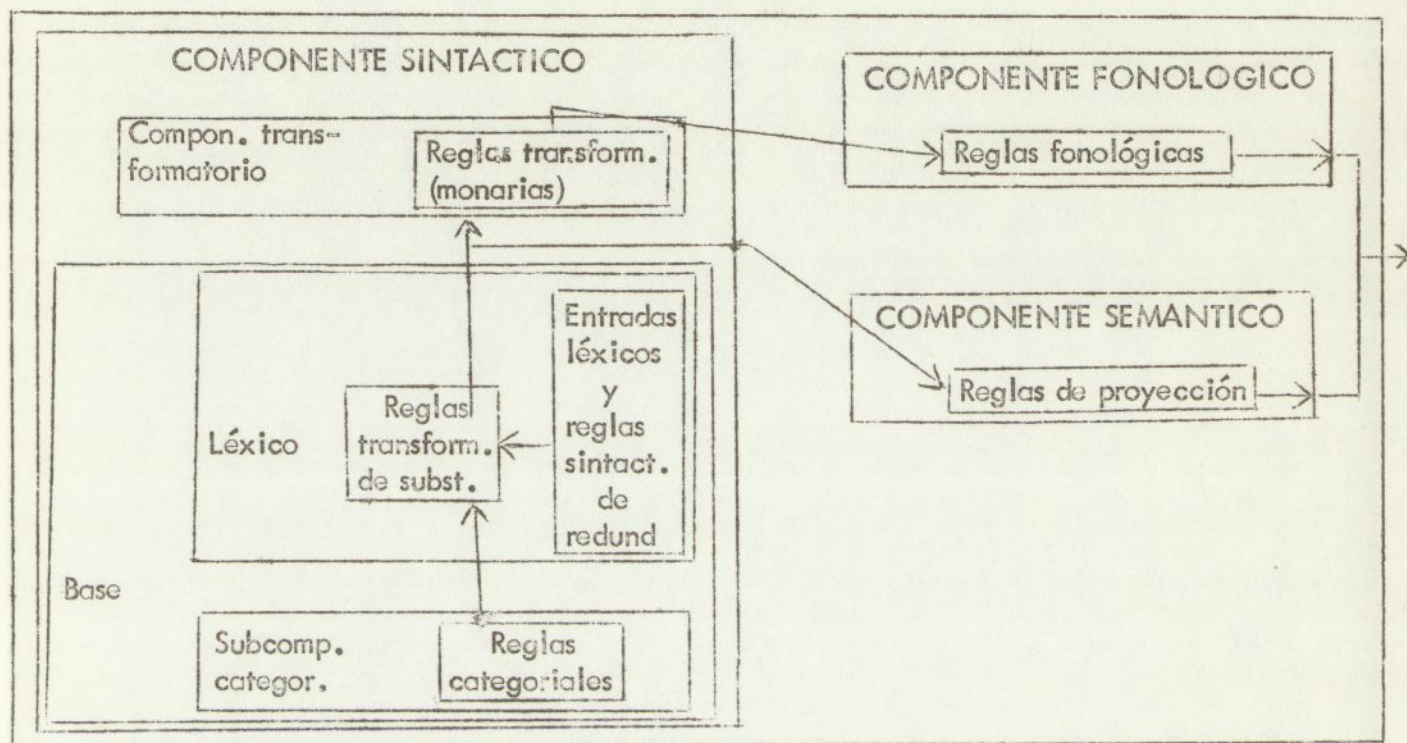 COMPONENTE SINTACTICO
Compon. trans-
formatorio
Reglas transform.
(monarias)
Léxico
Reglas
transform.
de subst.
Entradas
léxicos
y
reglas
sintact.
de
redund
Base
Subcomp.
categor.
Reglas
categoriales
COMPONENTE FONOLOGICO
Reglas fonológicas
COMPONENTE SEMANTICO
Reglas de proyección